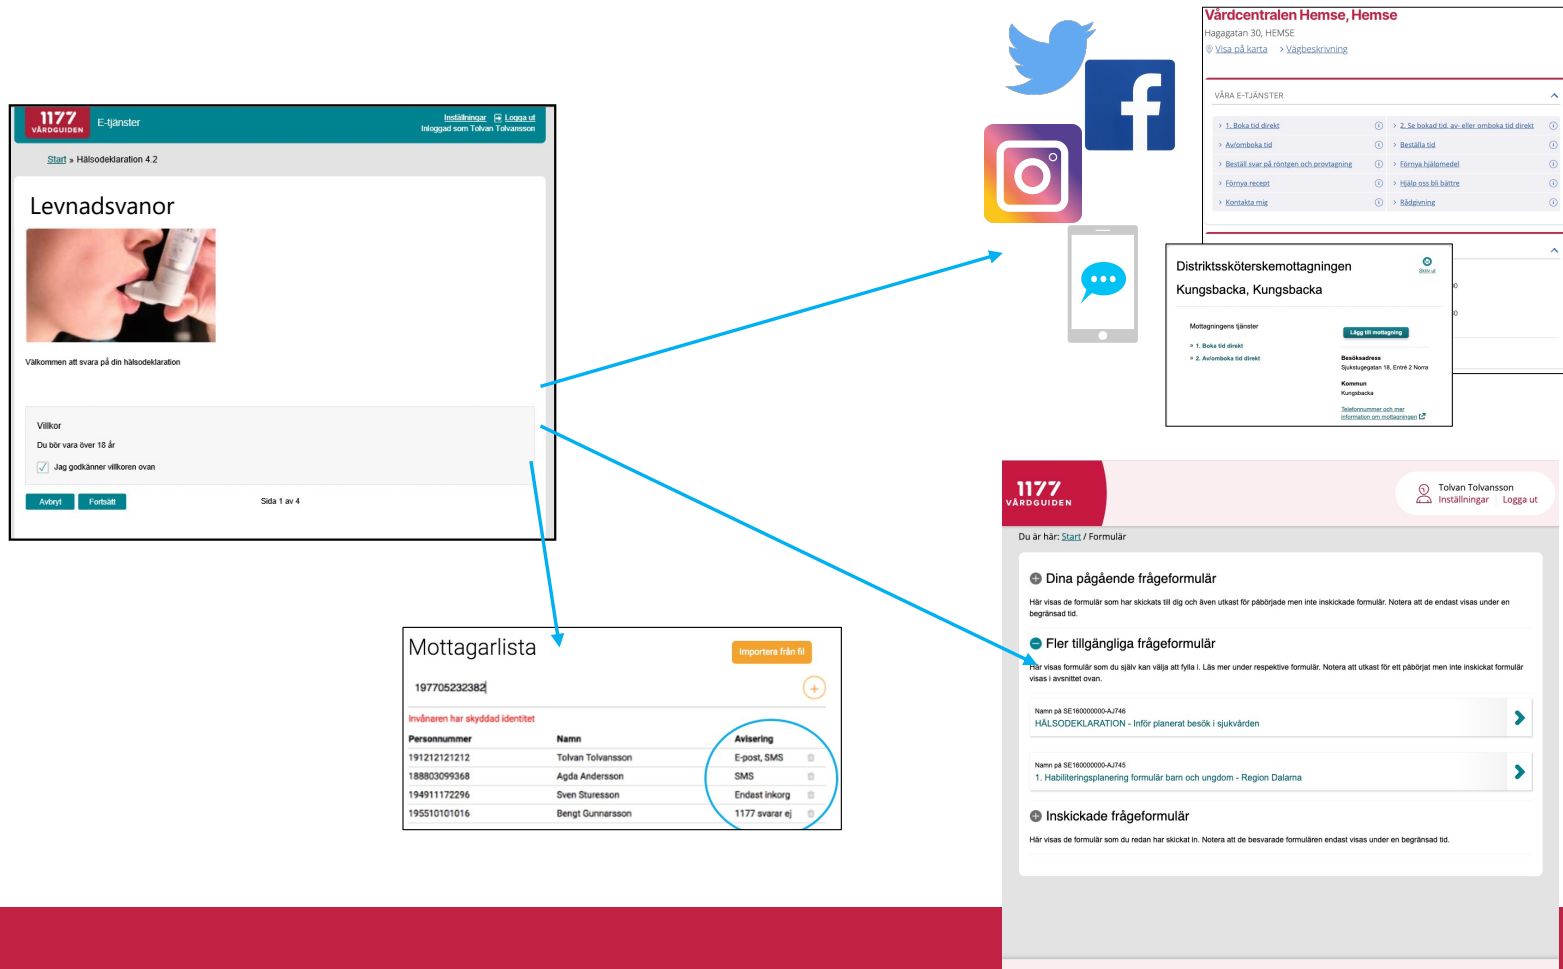 1177
VÅRDGUIDEN
E-tjänster
Inställningar Logga ut
Inloggad som Tolvan Tolvansson
Start » Hälsodeklaration 4.2
Levnadsvanor
Välkommen att svara på din hälsodeklaration
Villkor
Du bör vara över 18 år
Jag godkänner villkoren ovan
Avbryt Fortsätt
Sida 1 av 4
Vårdcentralen Hemse, Hemse
Hagagatan 30, HEMSE
Visa på karta > Vägbeskrivning
VÅRA E-TJÄNSTER
> 1. Boka tid direkt
> 2. Se bokad tid, av- eller omboka tid direkt
> Av/omboka tid
> Beställa tid
> Beställ svar på röntgen och provtagning
> Förnya hjälpmedel
> Förnya recept
> Hjälp oss bli bättre
> Kontakta mig
> Rådgivning
Distriktssköterskemottagningen
Kungsbacka, Kungsbacka
Skriv ut
Mottagningens tjänster
» 1. Boka tid direkt
» 2. Av/omboka tid direkt
Lägg till mottagning
Besöksadress
Sjukstugegatan 18, Entré 2 Norra
Kommun
Kungsbacka
Telefonnummer och mer
information om mottagningen
Mottagarlista
Importera från fil
197705232382
Invånaren har skyddad identitet
Personnummer Namn Avisering
191212121212 Tolvan Tolvansson E-post, SMS
188803099368 Agda Andersson SMS
194911172296 Sven Sturesson Endast inkorg
195510101016 Bengt Gunnarsson 1177 svarar ej
1177
VÅRDGUIDEN
Tolvan Tolvansson
Inställningar Logga ut
Du är här: Start / Formulär
Dina pågående frågeformulär
Här visas de formulär som har skickats till dig och även utkast för påbörjade men inte inskickade formulär. Notera att de endast visas under en
begränsad tid.
Fler tillgängliga frågeformulär
Här visas formulär som du själv kan välja att fylla i. Läs mer under respektive formulär. Notera att utkast för ett påbörjat men inte inskickat formulär
visas i avsnittet ovan.
Namn på SE160000000-AJ746
HÄLSODEKLARATION - Inför planerat besök i sjukvården
Namn på SE160000000-AJ745
1. Habiliteringsplanering formulär barn och ungdom - Region Dalarna
Inskickade frågeformulär
Här visas de formulär som du redan har skickat in. Notera att de besvarade formulären endast visas under en begränsad tid.